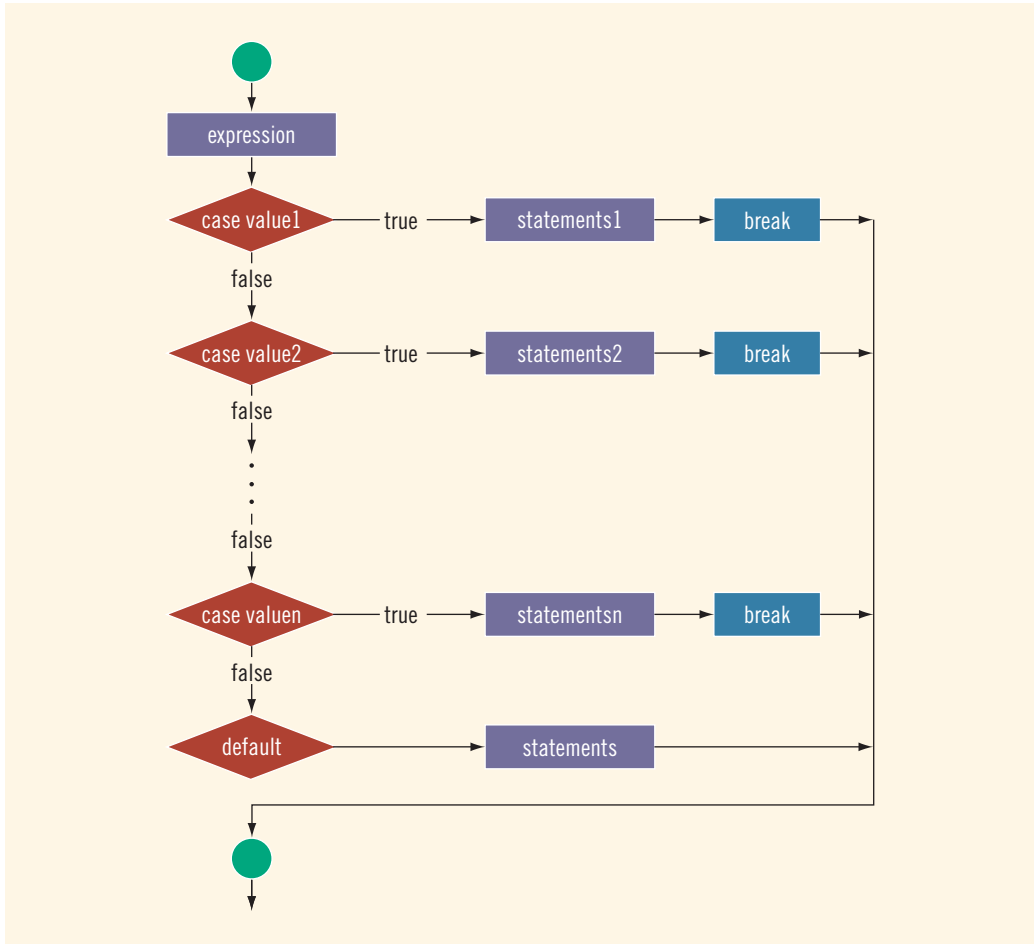 expression
case value1
true
statements1
break
false
case value2
true
statements2
break
false
false
case valuen
true
statementsn
break
false
default
statements